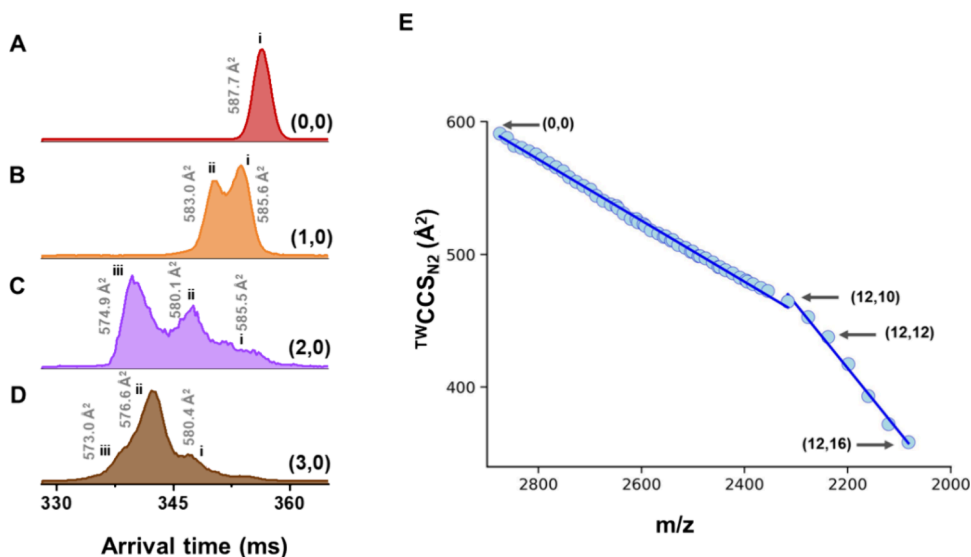 A
587.7 Å²
i
(0,0)
B
583.0 Å²
ii
i
585.6 Å²
(1,0)
C
574.9 Å²
iii
580.1 Å²
ii
585.5 Å²
i
(2,0)
D
573.0 Å²
iii
576.6 Å²
ii
580.4 Å²
i
(3,0)
330
345
360
Arrival time (ms)
E
TWCCSN2 (Å²)
600
500
400
(0,0)
(12,10)
(12,12)
(12,16)
2800
2600
2400
2200
2000
m/z